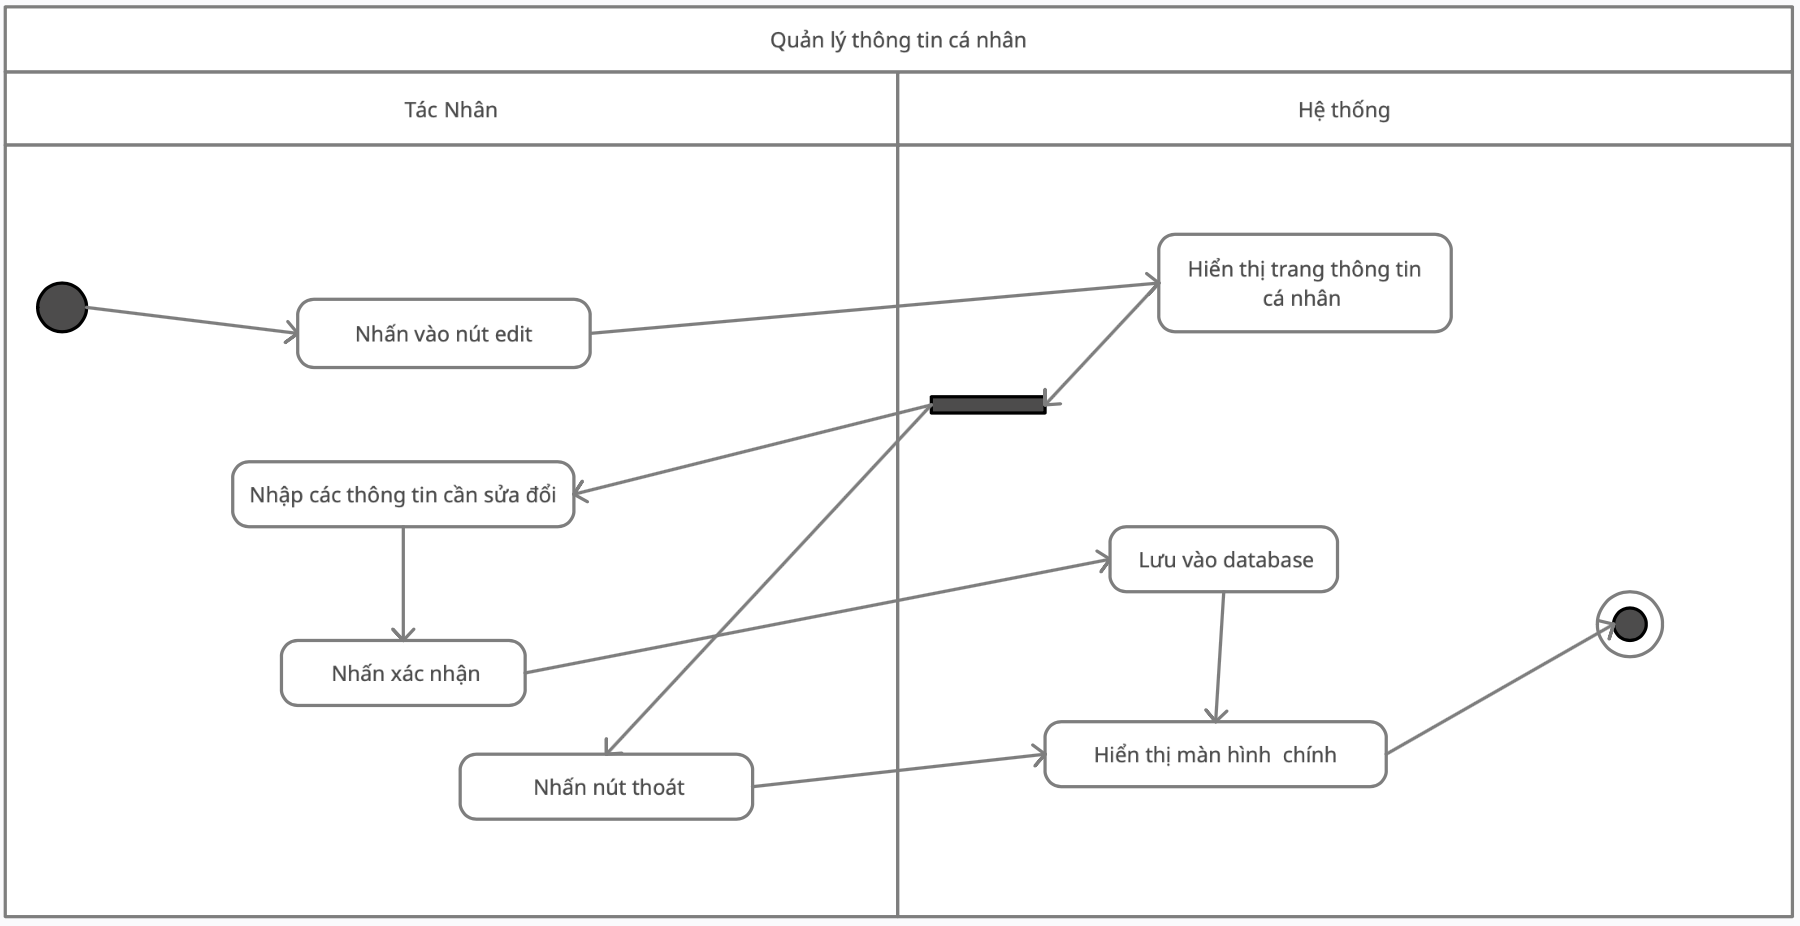 Quản lý thông tin cá nhân
Tác Nhân
Hệ thống
Hiển thị trang thông tin
cá nhân
Nhấn vào nút edit
Nhập các thông tin cần sửa đổi
Lưu vào database
Nhấn xác nhận
Hiển thị màn hình  chính
Nhấn nút thoát